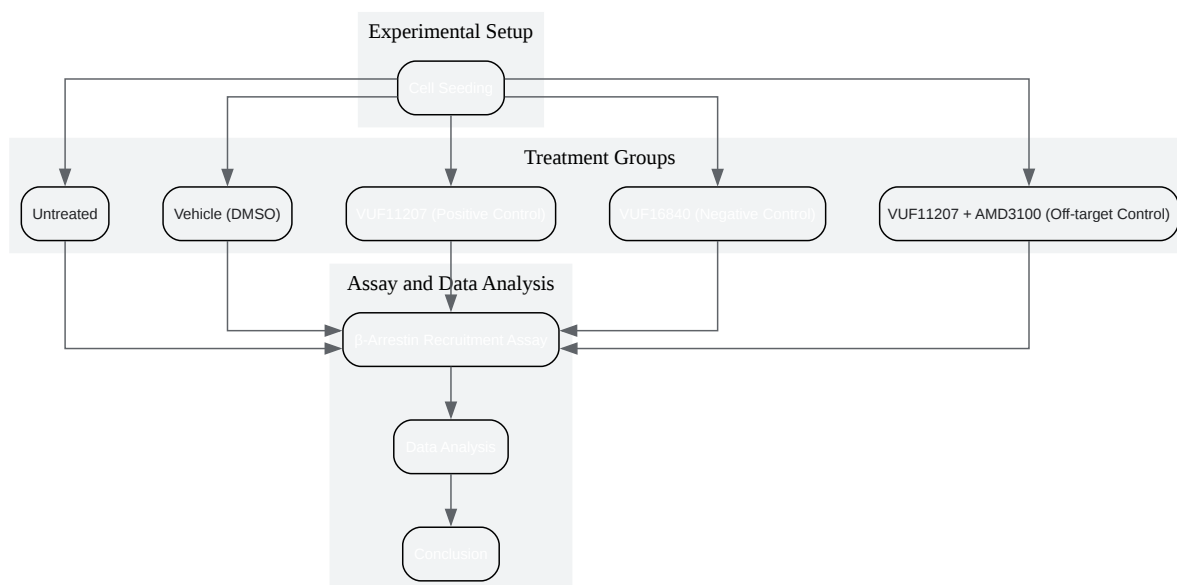 Experimental Setup
Cell Seeding
Treatment Groups
Untreated
Vehicle (DMSO)
VUF11207 (Positive Control)
VUF16840 (Negative Control)
VUF11207 + AMD3100 (Off-target Control)
Assay and Data Analysis
β-Arrestin Recruitment Assay
Data Analysis
Conclusion